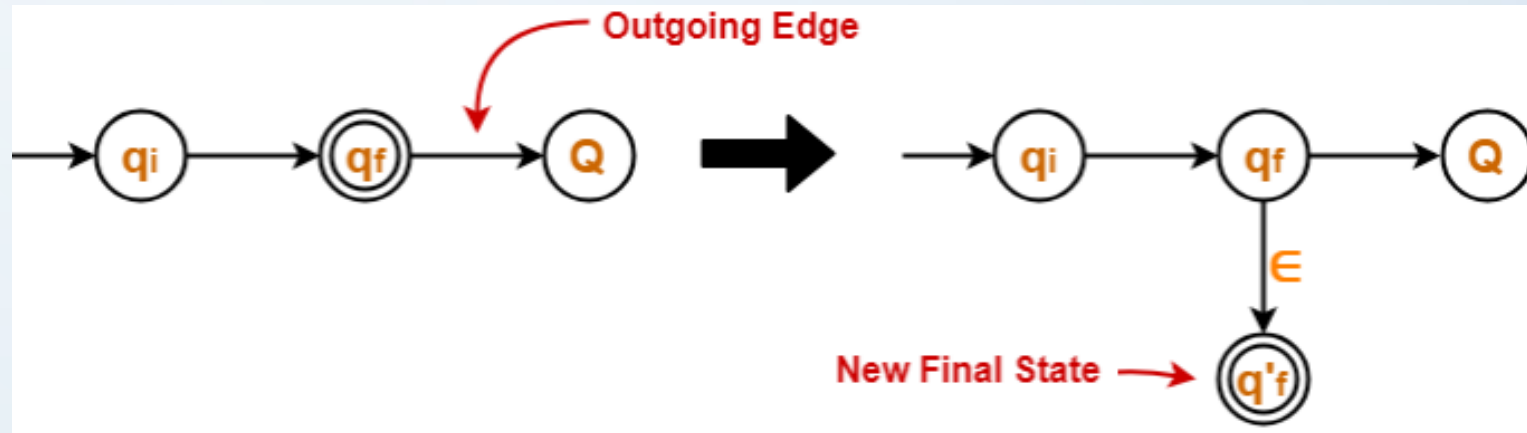 Outgoing Edge
qi qf Q qi qf Q
∈
New Final State
q'f